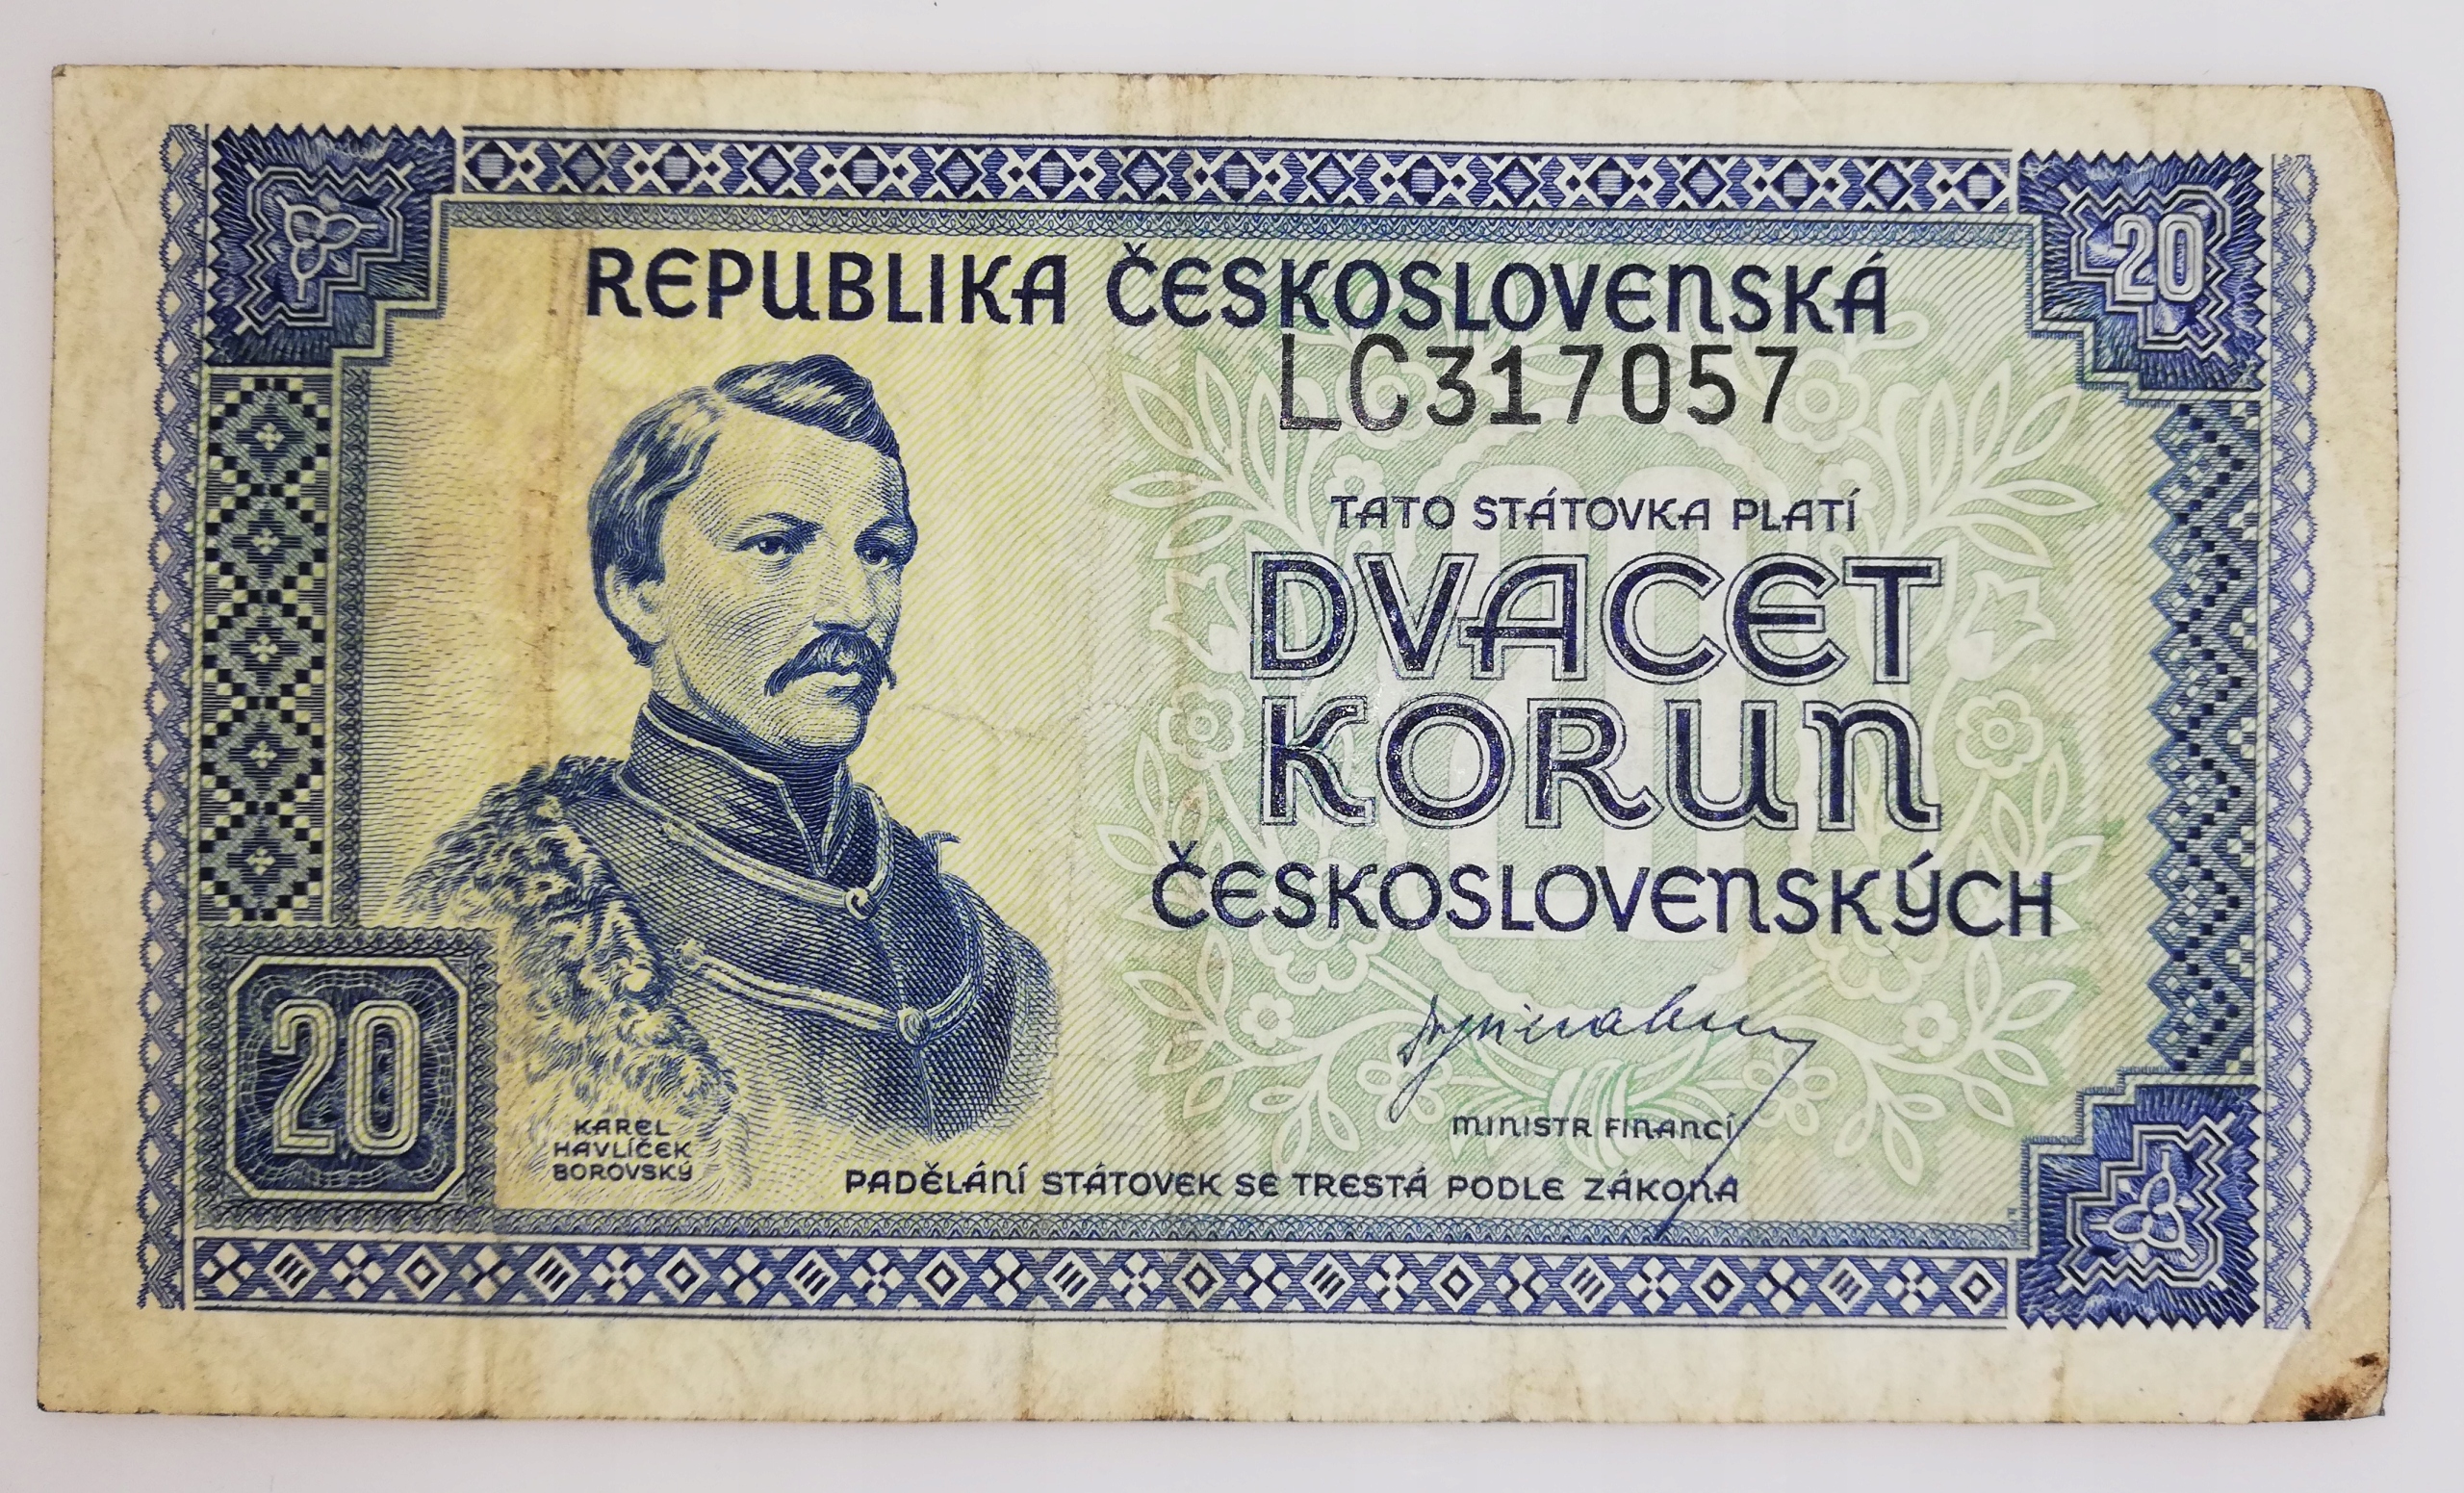 REPUBLIKA ČESKOSLOVENSKÁ
20
LC317057
TATO STÁTOVKA PLATÍ
DVACET
KORUN
ČESKOSLOVENSKÝCH
20
KAREL
HAVLÍČEK
BOROVSKÝ
MINISTR FINANCÍ
PADĚLÁNÍ STÁTOVEK SE TRESTÁ PODLE ZÁKONA